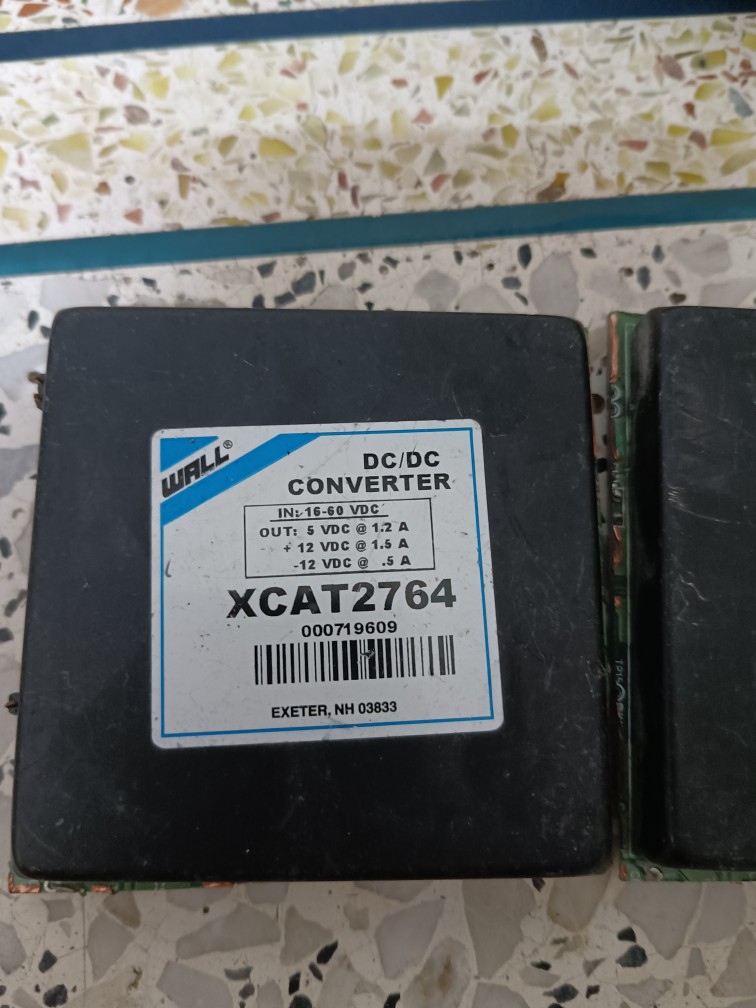 WALL®
DC/DC
CONVERTER
IN: 16-60 VDC
OUT: 5 VDC @ 1.2 A
+ 12 VDC @ 1.5 A
-12 VDC @ .5 A
XCAT2764
000719609
EXETER, NH 03833